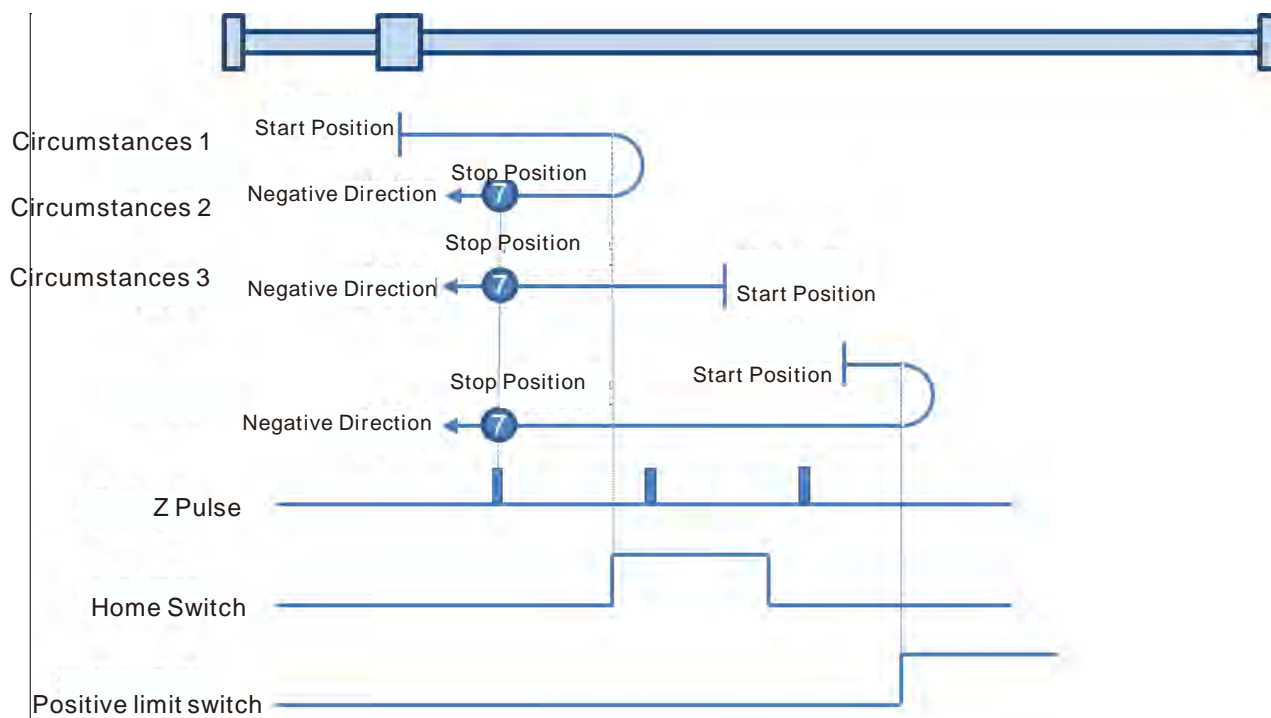 Circumstances 1
Start Position
Stop Position
7
Negative Direction
Circumstances 2
Stop Position
Circumstances 3
7
Negative Direction
Start Position
Start Position
Stop Position
7
Negative Direction
Z Pulse
Home Switch
Positive limit switch